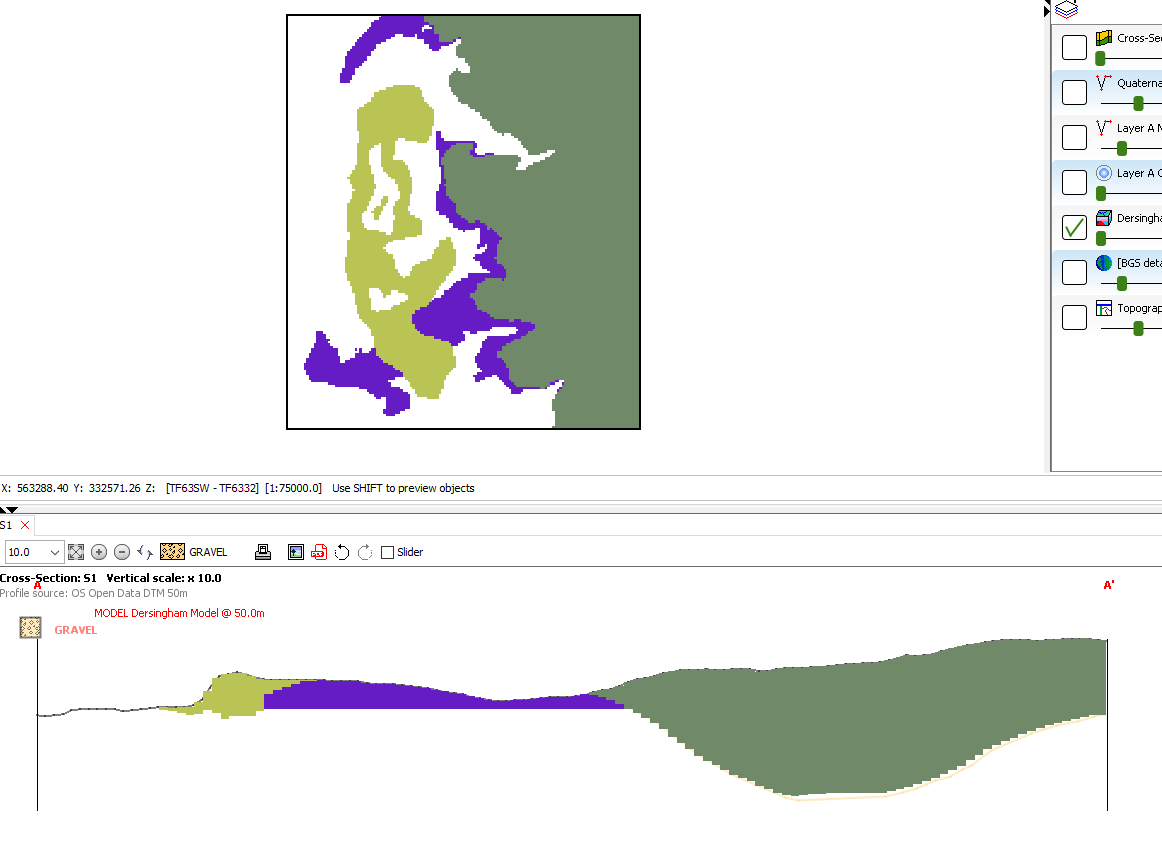 Cross-Se
Quaterna
Layer A N
Layer A C
Dersingha
[BGS deta
Topograp
X: 563288.40 Y: 332571.26 Z: [TF63SW - TF6332] [1:75000.0] Use SHIFT to preview objects
S1
10.0 GRAVEL Slider
Cross-Section: S1 Vertical scale: x 10.0
A A'
Profile source: OS Open Data DTM 50m
MODEL Dersingham Model @ 50.0m
GRAVEL